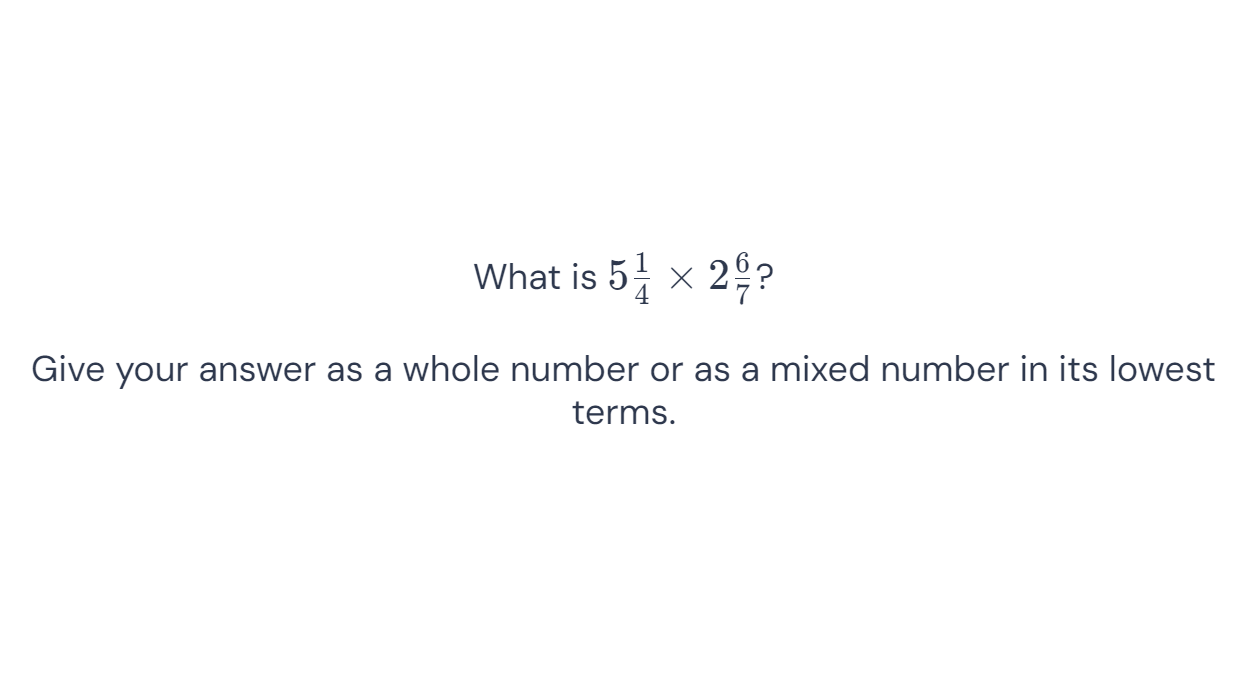 What is $5\frac{1}{4} \times 2\frac{6}{7}$?
Give your answer as a whole number or as a mixed number in its lowest
terms.